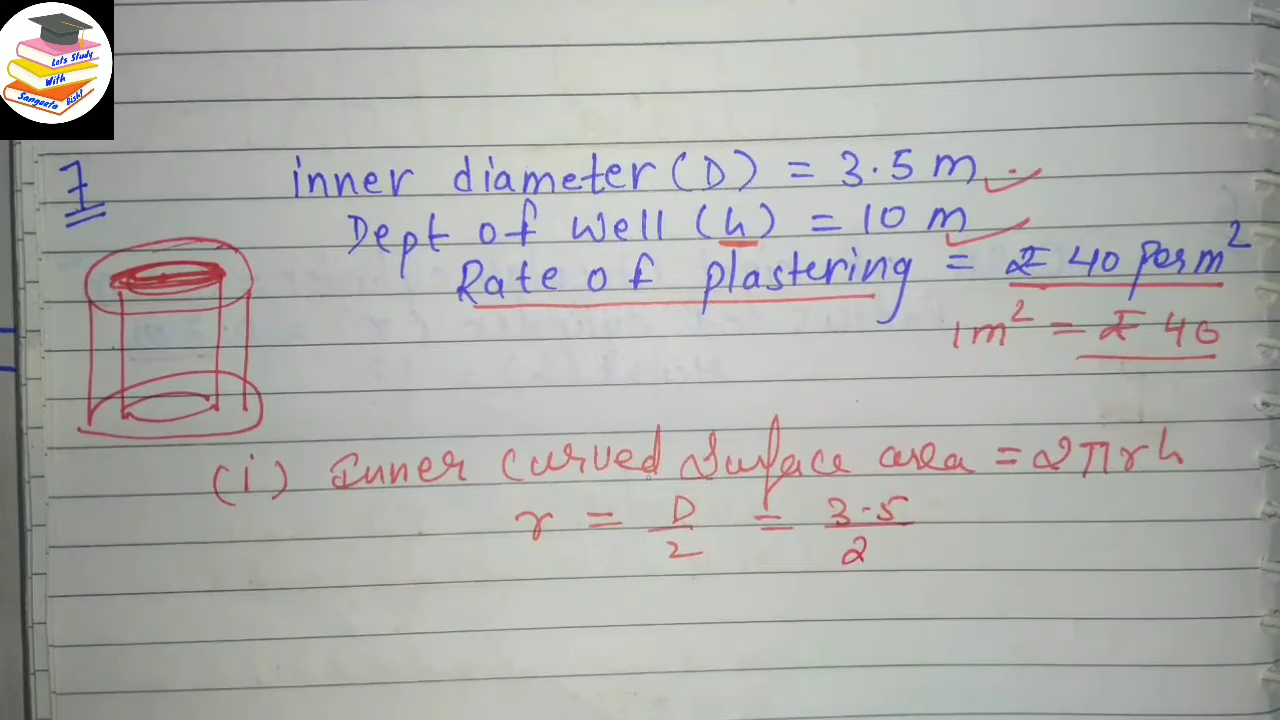 Lets Study
With
Sangeeta Bisht
7
inner diameter (D) = 3.5 m
Dept of Well (h) = 10 m
Rate of plastering = ₹ 40 per m²
1m² = ₹ 40
(i) Inner Curved Surface area = 2πrh
r = D/2 = 3.5/2